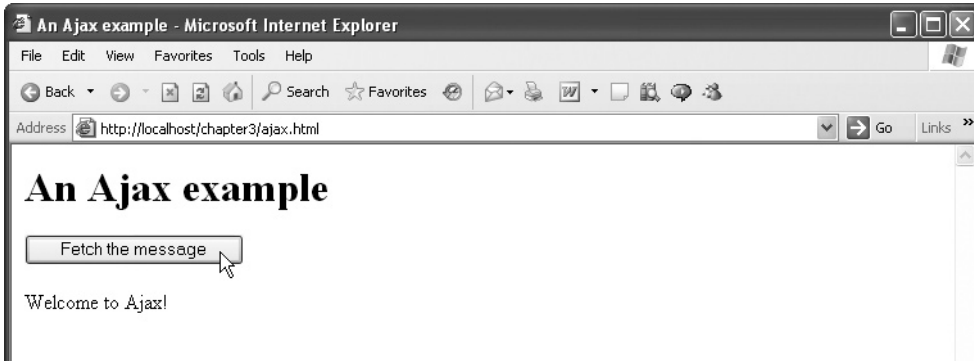 An Ajax example - Microsoft Internet Explorer
File Edit View Favorites Tools Help
Back Search Favorites
Address http://localhost/chapter3/ajax.html Go Links »
An Ajax example
Fetch the message
Welcome to Ajax!